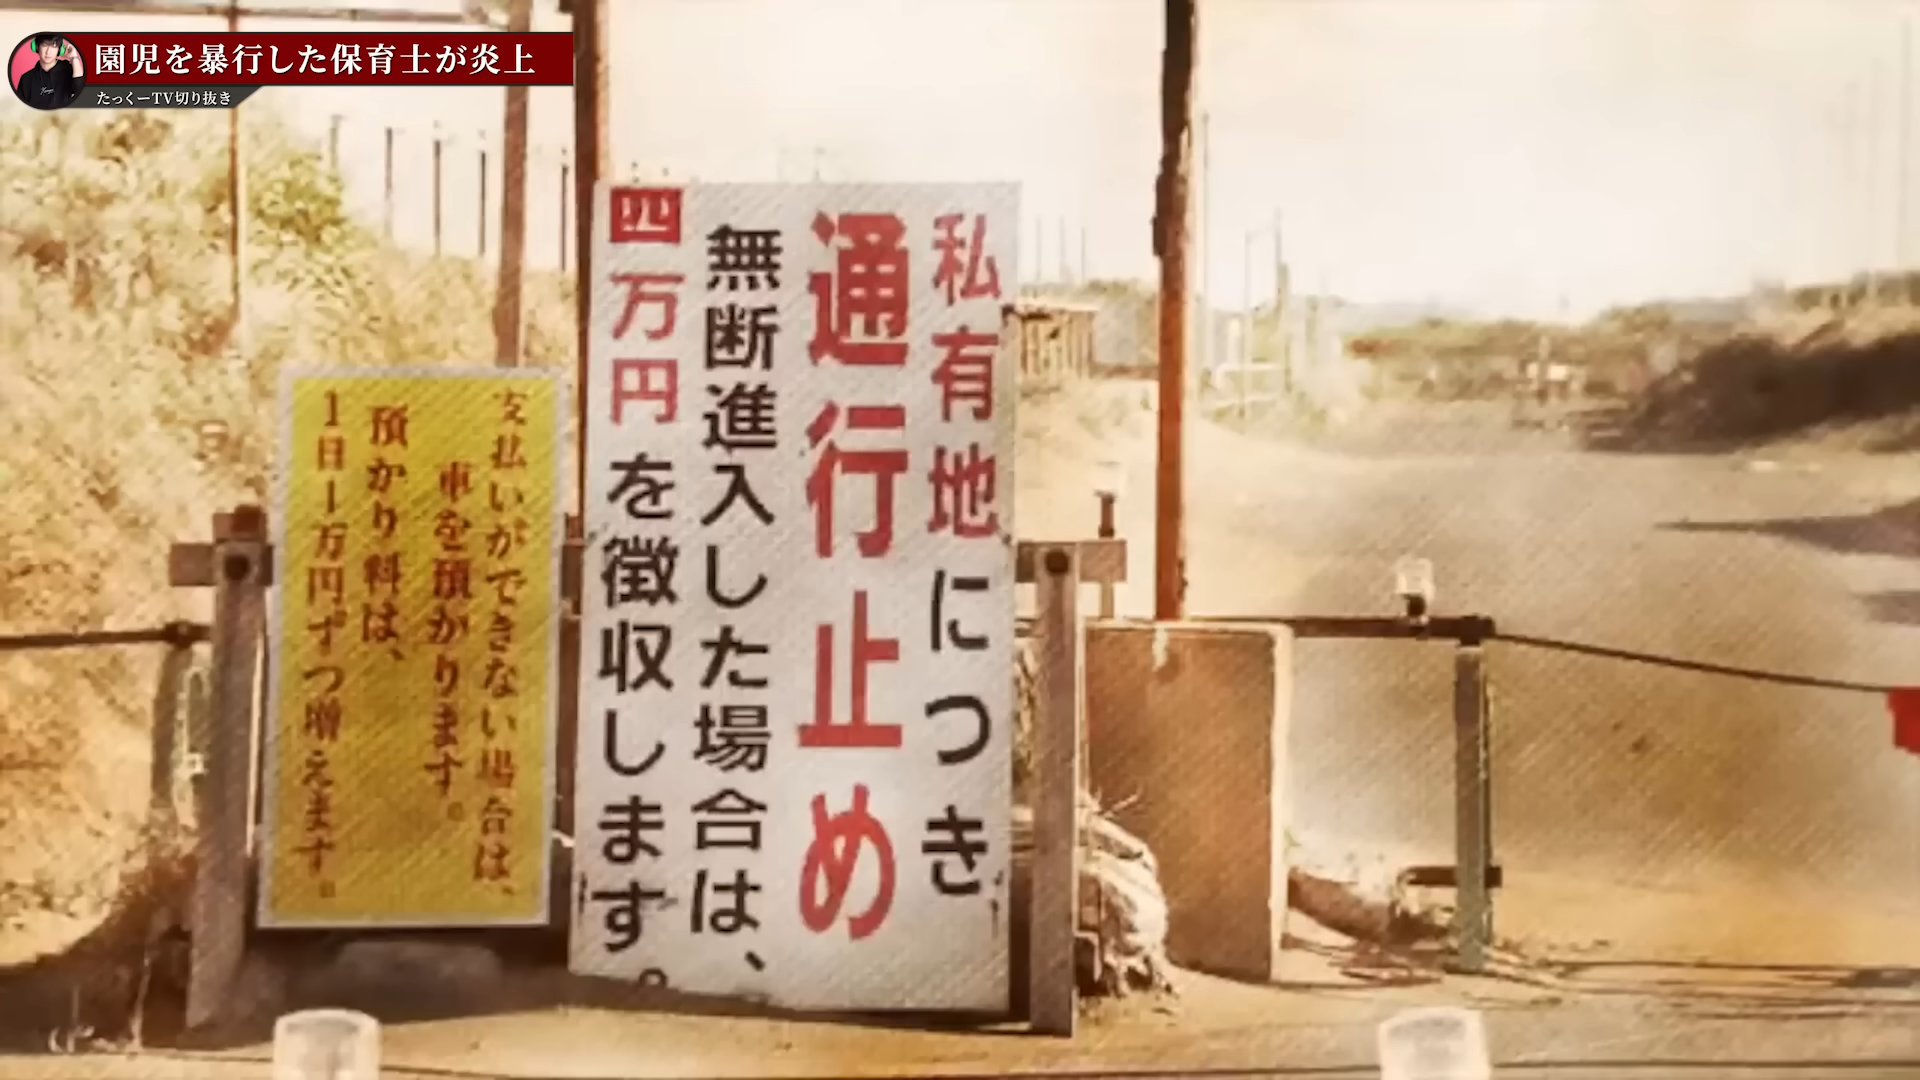 園児を暴行した保育士が炎上
たっくーTV切り抜き
私有地につき
通行止め
無断進入した場合は、
四万円を徴収します。
支払いができない場合は、
車を預かります。
預かり料は、
1日1万円ずつ増えます。